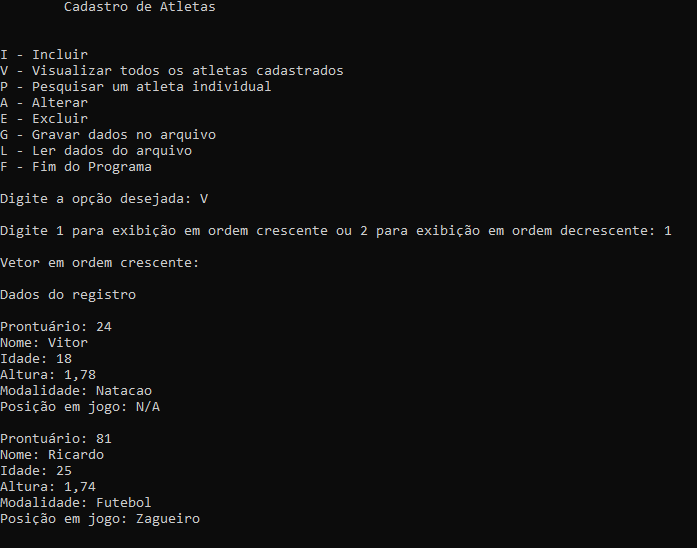 Cadastro de Atletas
I - Incluir
V - Visualizar todos os atletas cadastrados
P - Pesquisar um atleta individual
A - Alterar
E - Excluir
G - Gravar dados no arquivo
L - Ler dados do arquivo
F - Fim do Programa
Digite a opção desejada: V
Digite 1 para exibição em ordem crescente ou 2 para exibição em ordem decrescente: 1
Vetor em ordem crescente:
Dados do registro
Prontuário: 24
Nome: Vitor
Idade: 18
Altura: 1,78
Modalidade: Natacao
Posição em jogo: N/A
Prontuário: 81
Nome: Ricardo
Idade: 25
Altura: 1,74
Modalidade: Futebol
Posição em jogo: Zagueiro